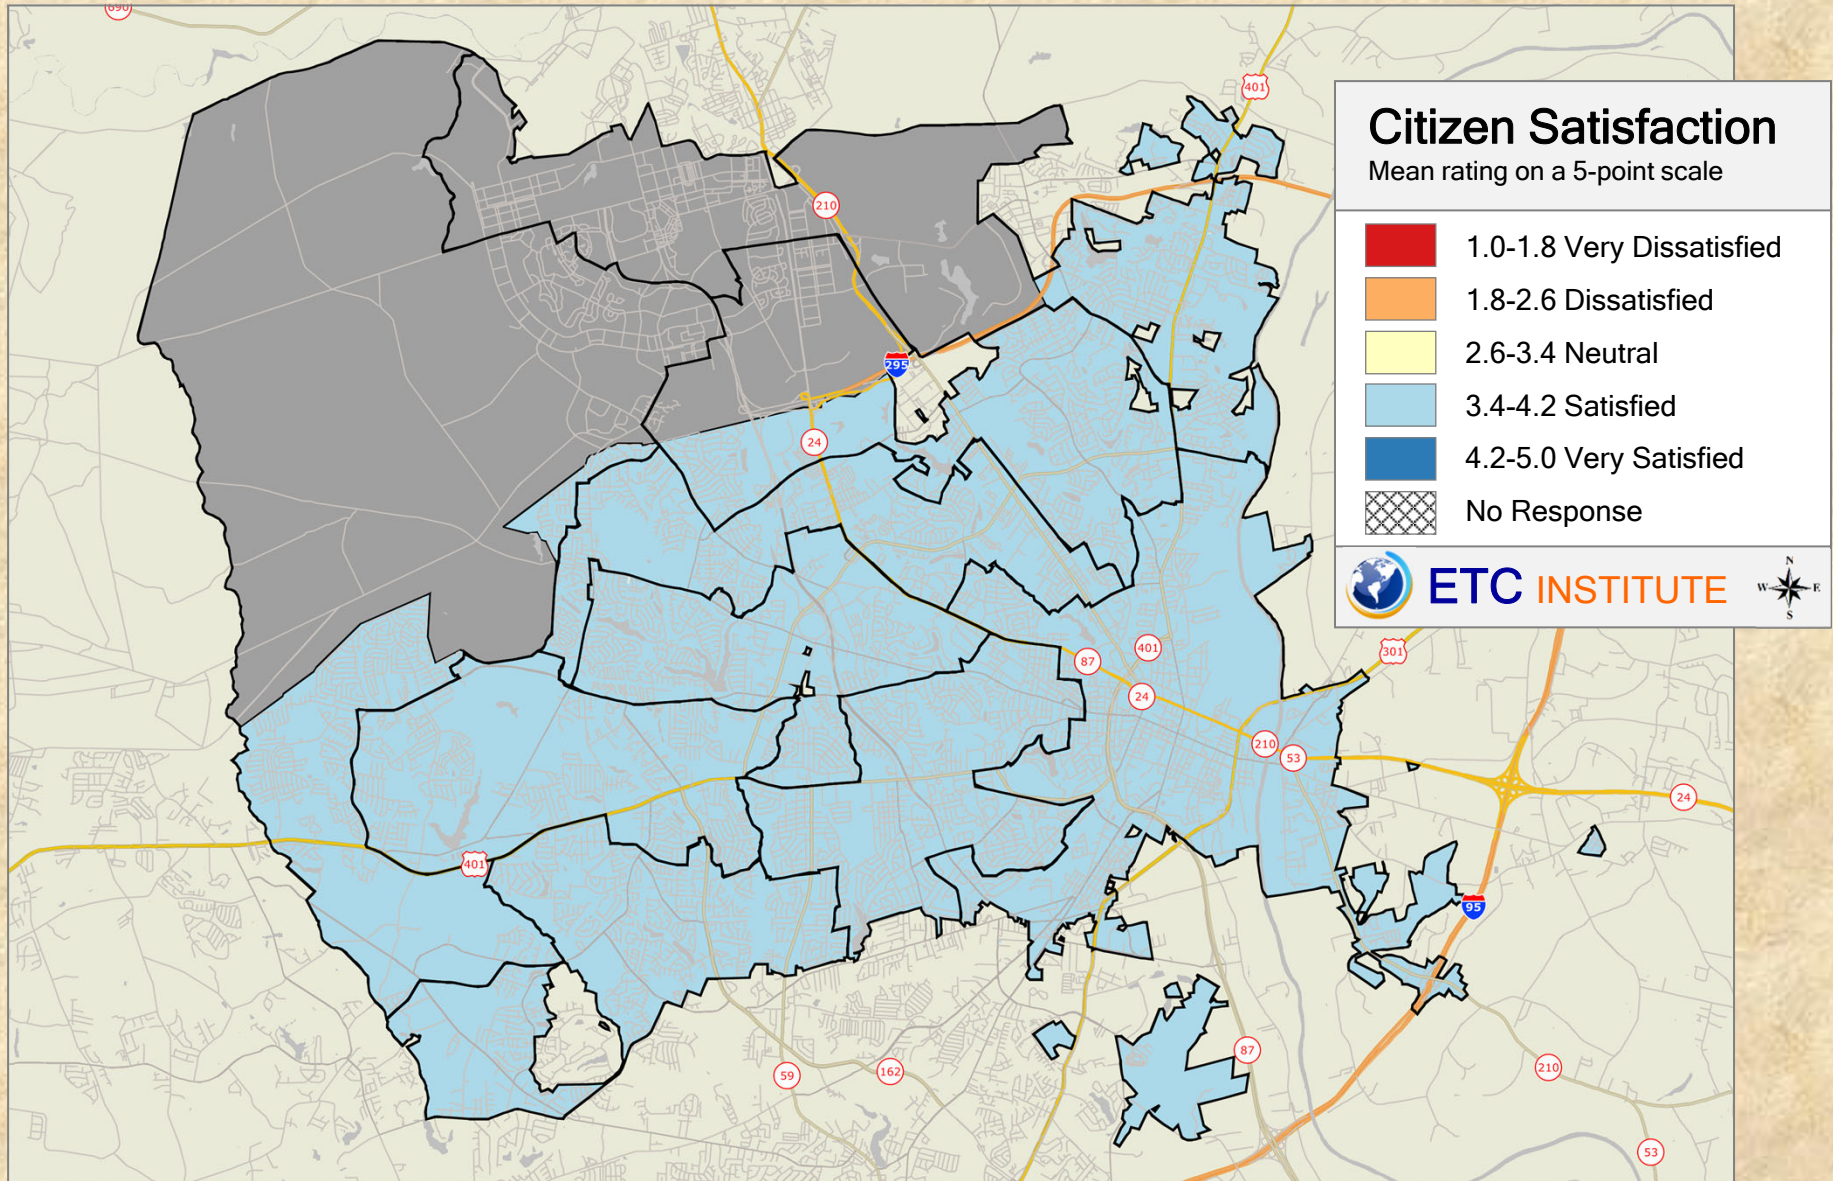 690
401
Citizen Satisfaction
Mean rating on a 5-point scale
210
1.0-1.8 Very Dissatisfied
1.8-2.6 Dissatisfied
2.6-3.4 Neutral
295
3.4-4.2 Satisfied
24
4.2-5.0 Very Satisfied
No Response
ETC INSTITUTE
N
W E
S
401
301
87
24
210
53
24
401
95
87
210
59
162
53